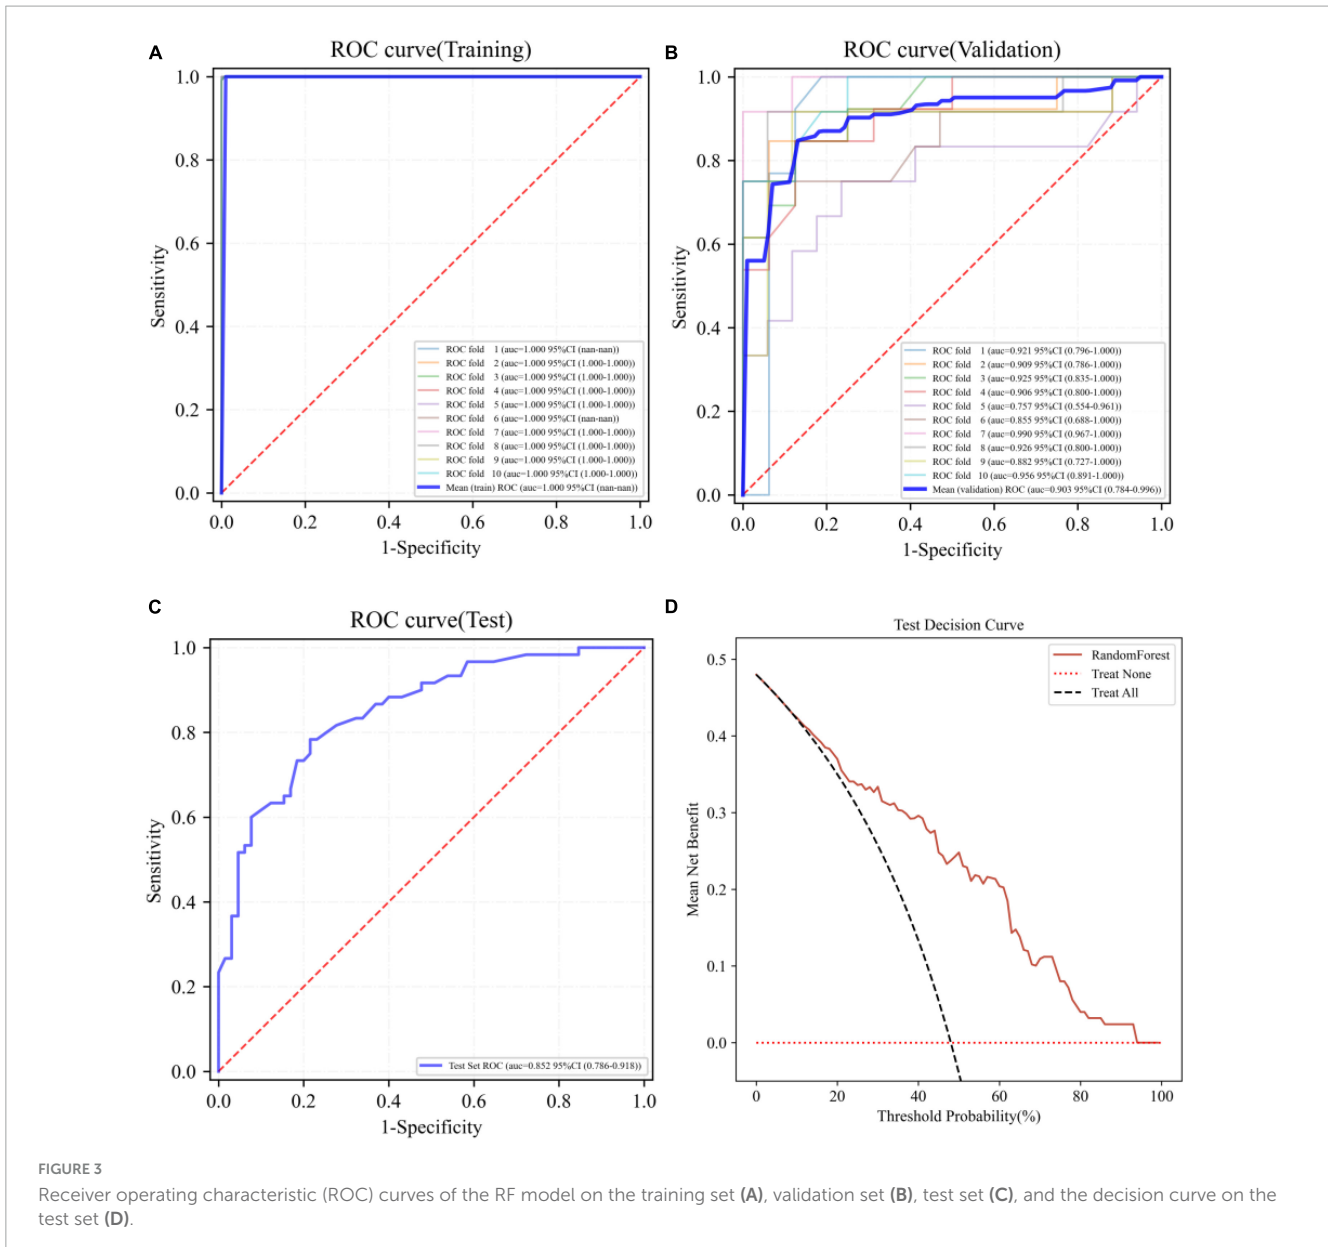 A
ROC curve(Training)
1.0
0.8
0.6
0.4
0.2
0.0
Sensitivity
ROC fold 1 (auc=1.000 95%CI (nan-nan))
ROC fold 2 (auc=1.000 95%CI (1.000-1.000))
ROC fold 3 (auc=1.000 95%CI (1.000-1.000))
ROC fold 4 (auc=1.000 95%CI (1.000-1.000))
ROC fold 5 (auc=1.000 95%CI (1.000-1.000))
ROC fold 6 (auc=1.000 95%CI (nan-nan))
ROC fold 7 (auc=1.000 95%CI (1.000-1.000))
ROC fold 8 (auc=1.000 95%CI (1.000-1.000))
ROC fold 9 (auc=1.000 95%CI (1.000-1.000))
ROC fold 10 (auc=1.000 95%CI (1.000-1.000))
Mean (train) ROC (auc=1.000 95%CI (nan-nan))
0.0 0.2 0.4 0.6 0.8 1.0
1-Specificity
B
ROC curve(Validation)
1.0
0.8
0.6
0.4
0.2
0.0
Sensitivity
ROC fold 1 (auc=0.921 95%CI (0.796-1.000))
ROC fold 2 (auc=0.909 95%CI (0.786-1.000))
ROC fold 3 (auc=0.925 95%CI (0.835-1.000))
ROC fold 4 (auc=0.906 95%CI (0.800-1.000))
ROC fold 5 (auc=0.757 95%CI (0.554-0.961))
ROC fold 6 (auc=0.855 95%CI (0.688-1.000))
ROC fold 7 (auc=0.990 95%CI (0.967-1.000))
ROC fold 8 (auc=0.926 95%CI (0.800-1.000))
ROC fold 9 (auc=0.882 95%CI (0.727-1.000))
ROC fold 10 (auc=0.956 95%CI (0.891-1.000))
Mean (validation) ROC (auc=0.903 95%CI (0.784-0.996))
0.0 0.2 0.4 0.6 0.8 1.0
1-Specificity
C
ROC curve(Test)
1.0
0.8
0.6
0.4
0.2
0.0
Sensitivity
Test Set ROC (auc=0.852 95%CI (0.786-0.918))
0.0 0.2 0.4 0.6 0.8 1.0
1-Specificity
D
Test Decision Curve
0.5
0.4
0.3
0.2
0.1
0.0
Mean Net Benefit
RandomForest
Treat None
Treat All
0 20 40 60 80 100
Threshold Probability(%)
FIGURE 3
Receiver operating characteristic (ROC) curves of the RF model on the training set (A), validation set (B), test set (C), and the decision curve on the
test set (D).